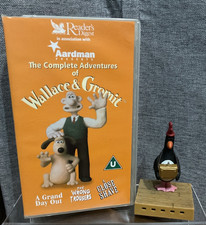 Reader's
Digest
in association with
Aardman
PRESENTS
The Complete Adventures
of
Wallace & Gromit
U
A Grand
Day Out
THE
WRONG
TROUSERS
A CLOSE
SHAVE